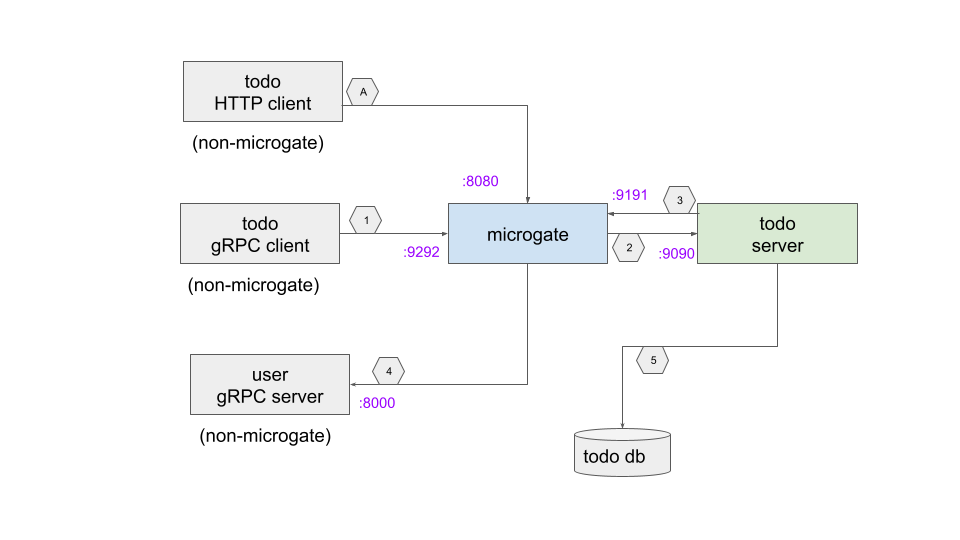 todo
HTTP client
A
(non-microgate)
:8080
:9191
3
todo
gRPC client
1
:9292
microgate
2
:9090
todo
server
(non-microgate)
user
gRPC server
4
:8000
5
(non-microgate)
todo db